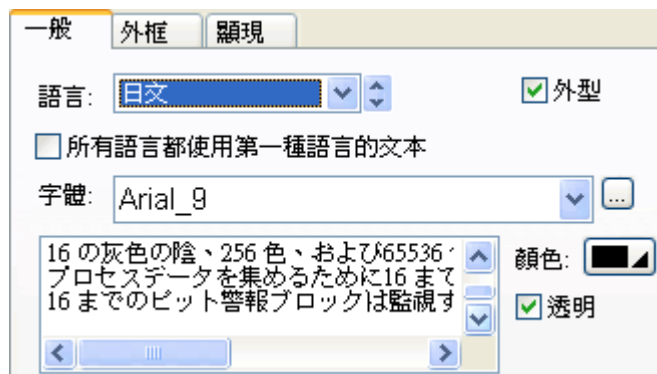 一般 外框 顯現
語言: 日文 外型
所有語言都使用第一種語言的文本
字體: Arial_9 ...
16 の灰色の陰、256 色、および65536
プロセスデータを集めるために16 まて
16 までのビット警報ブロックは監視す
顏色:
透明